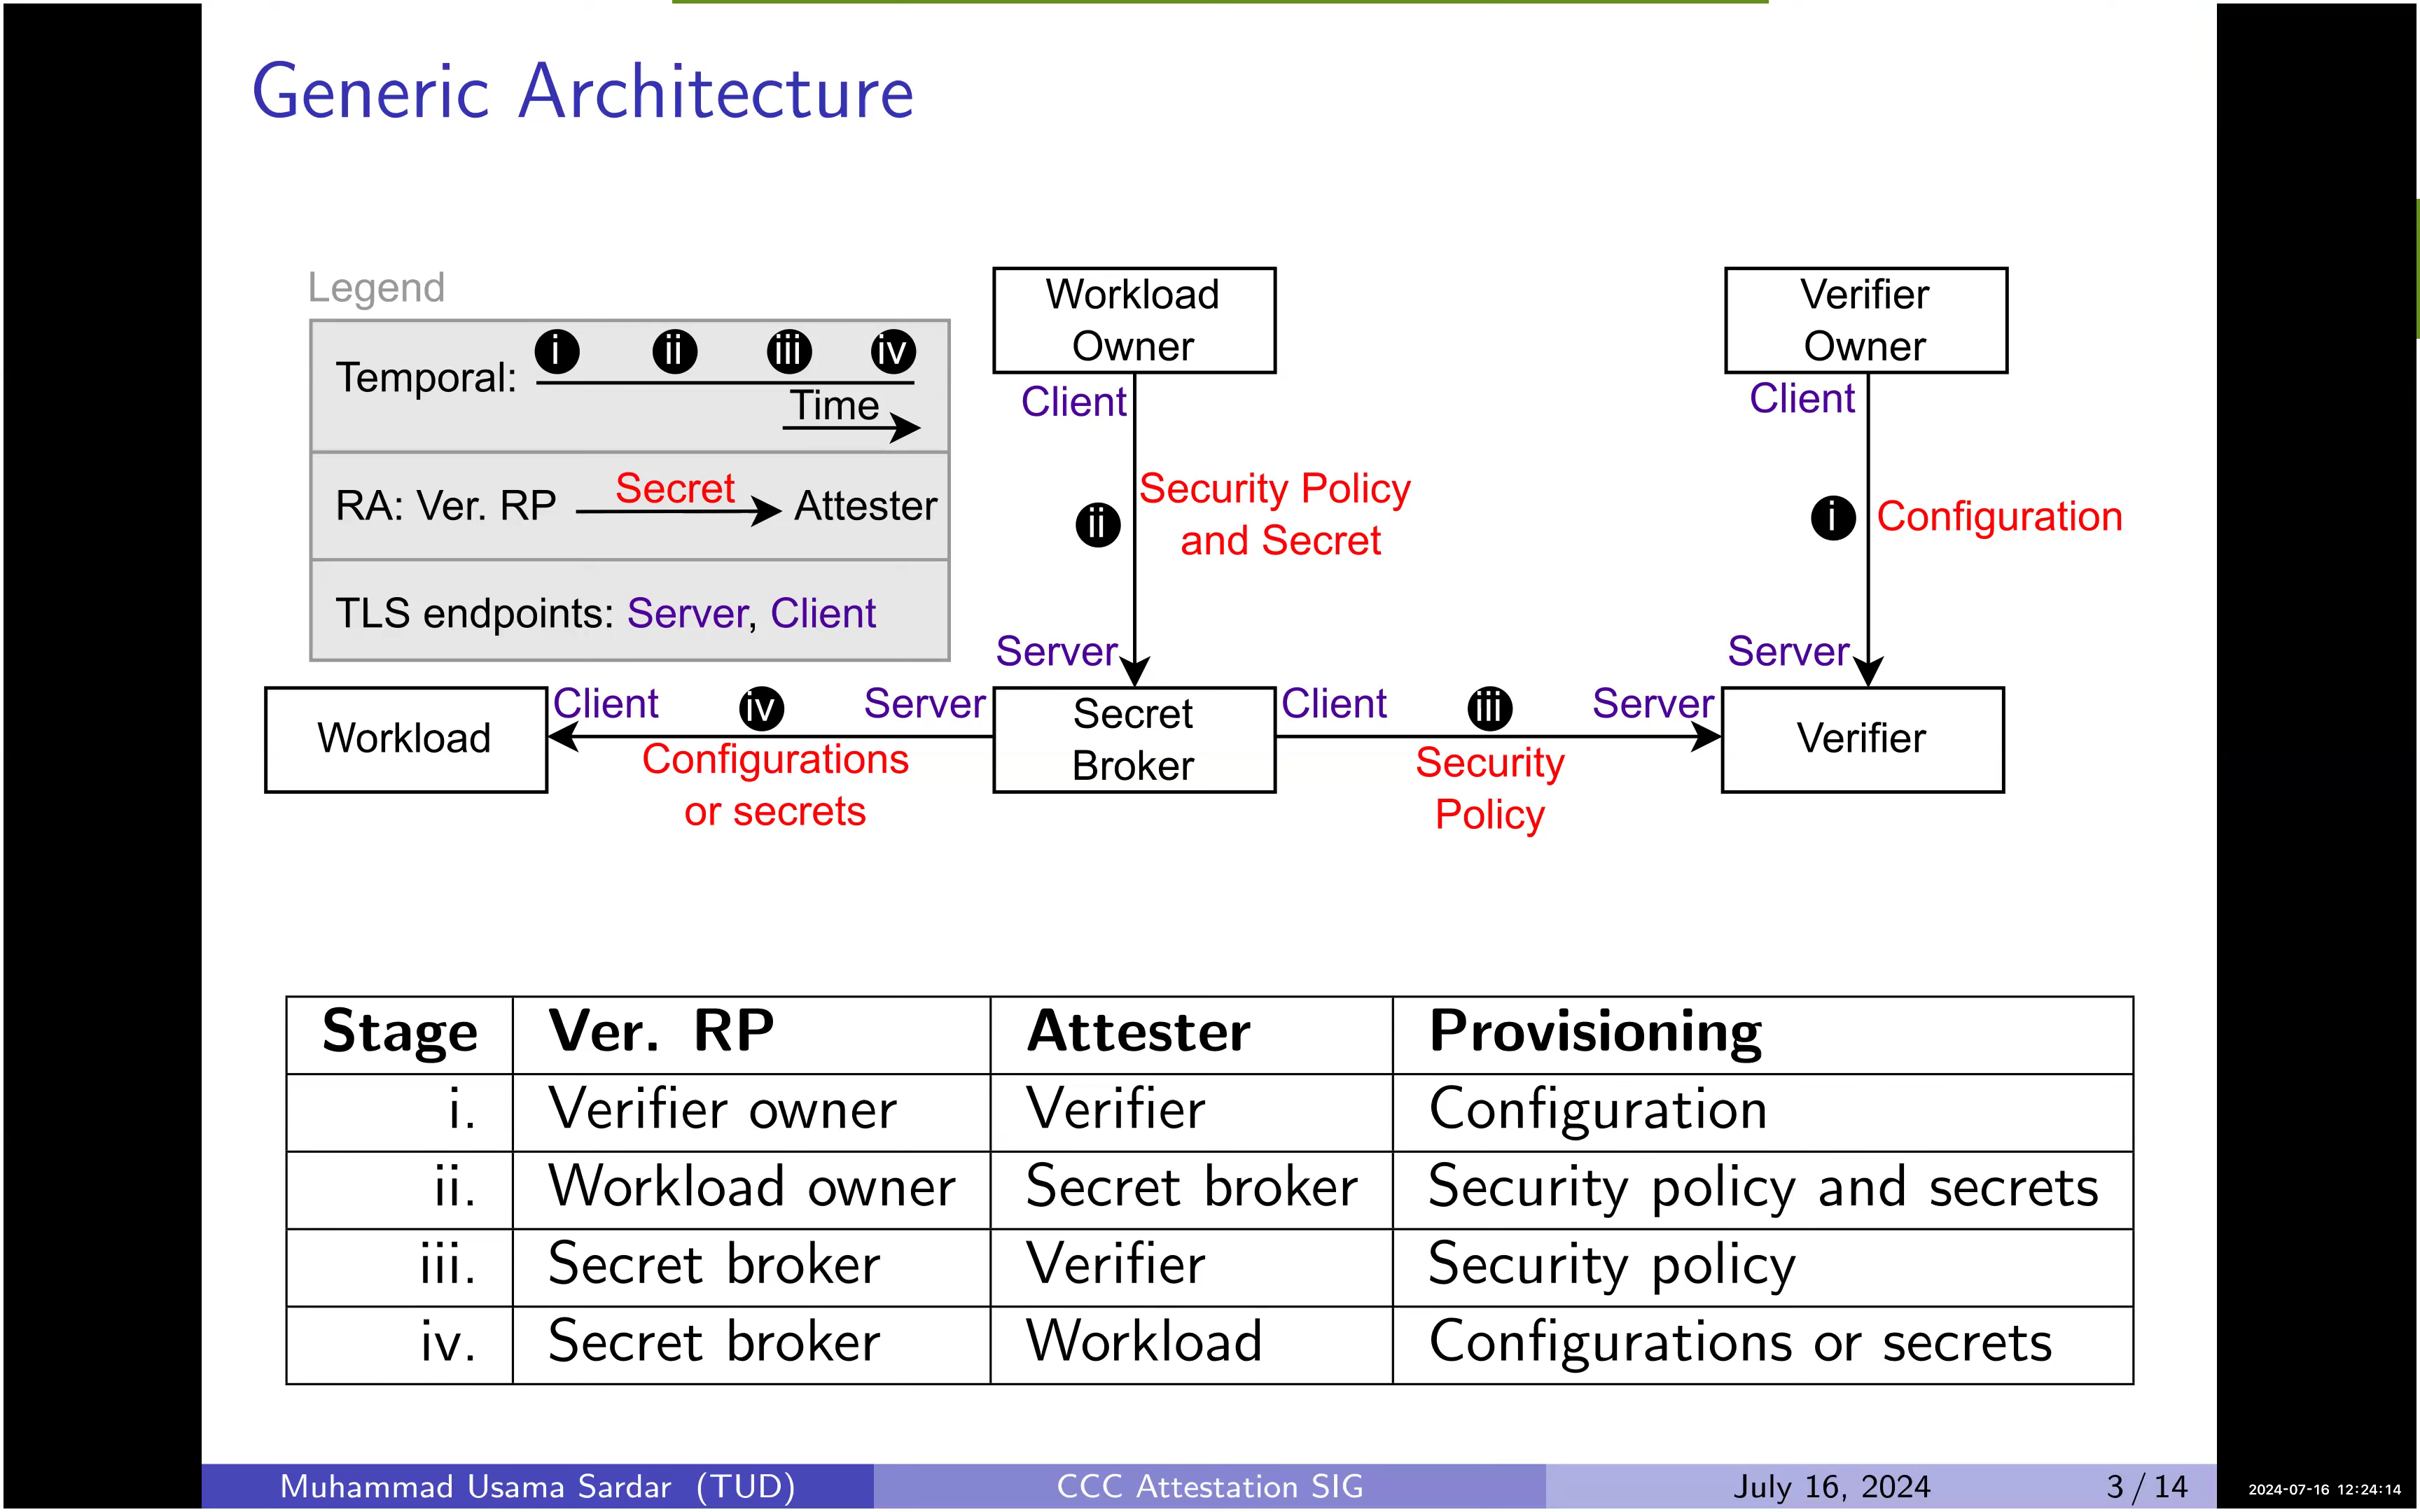 Generic Architecture
Legend
Temporal: i ii iii iv
Time
RA: Ver. RP Secret Attester
TLS endpoints: Server, Client
Workload
Owner
Client
ii
Security Policy
and Secret
Server
Verifier
Owner
Client
i
Configuration
Server
Workload
Client iv Server
Configurations
or secrets
Secret
Broker
Client iii Server
Security
Policy
Verifier
Stage Ver. RP Attester Provisioning
i. Verifier owner Verifier Configuration
ii. Workload owner Secret broker Security policy and secrets
iii. Secret broker Verifier Security policy
iv. Secret broker Workload Configurations or secrets
Muhammad Usama Sardar (TUD) CCC Attestation SIG July 16, 2024 3 / 14
2024-07-16 12:24:14